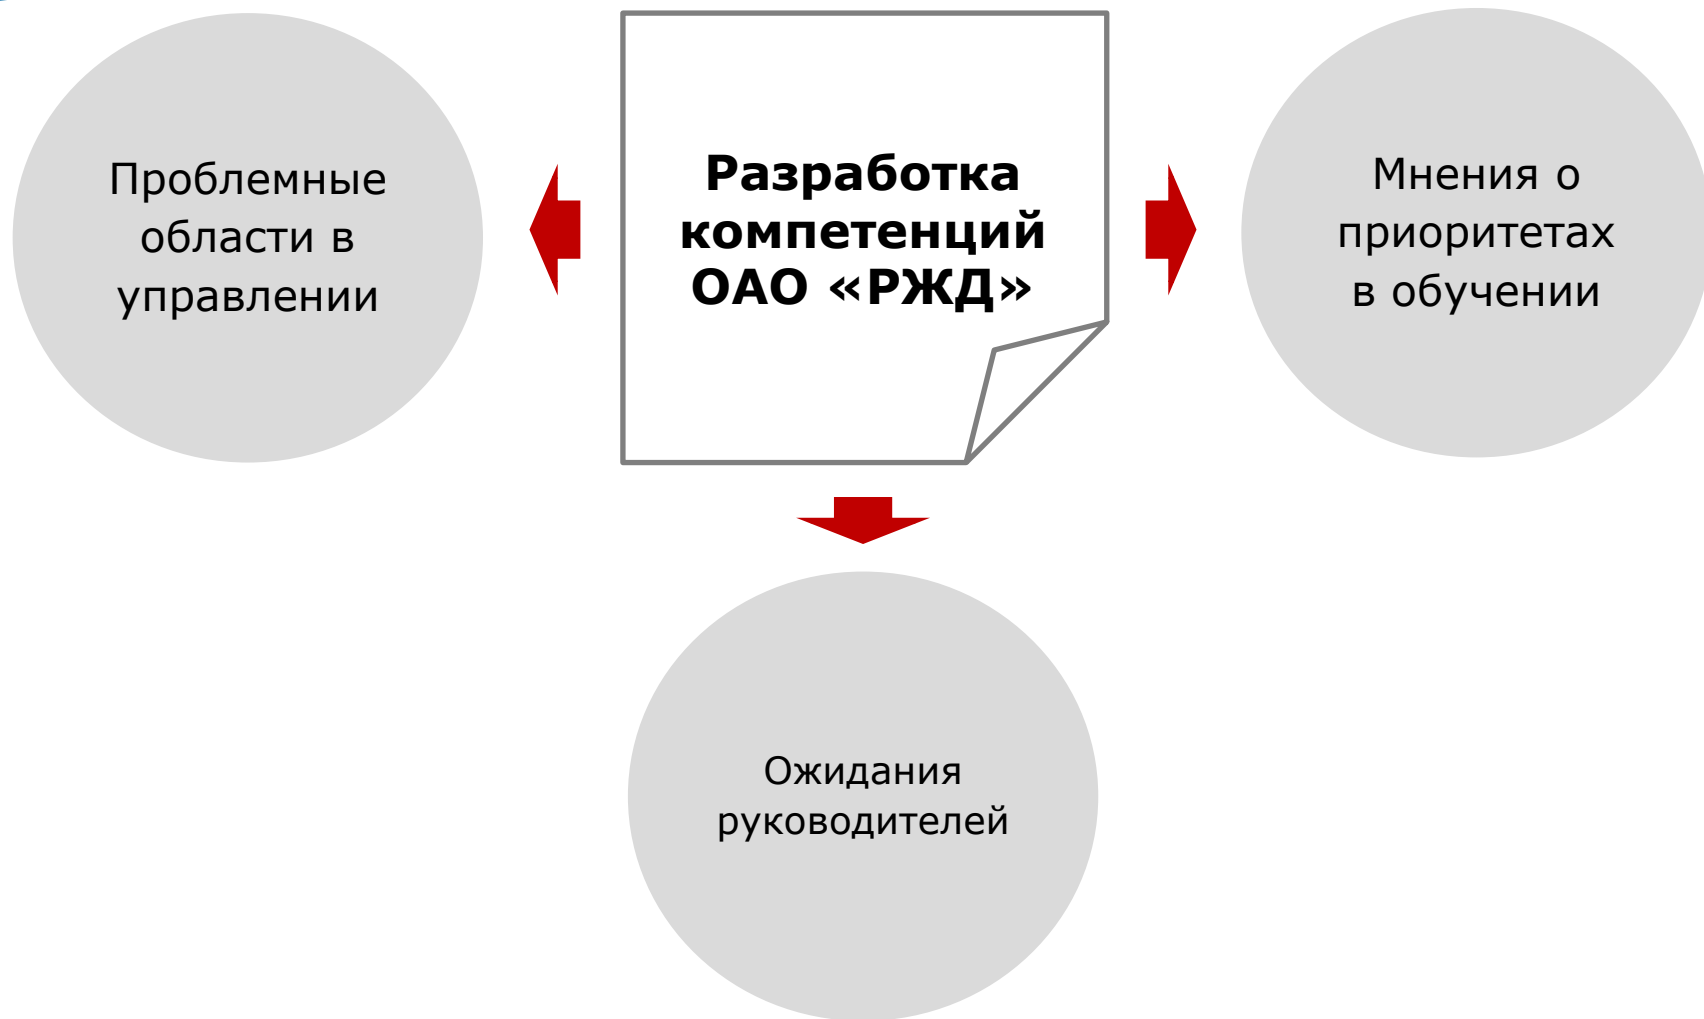 Проблемные
области в
управлении
Разработка
компетенций
ОАО «РЖД»
Мнения о
приоритетах
в обучении
Ожидания
руководителей